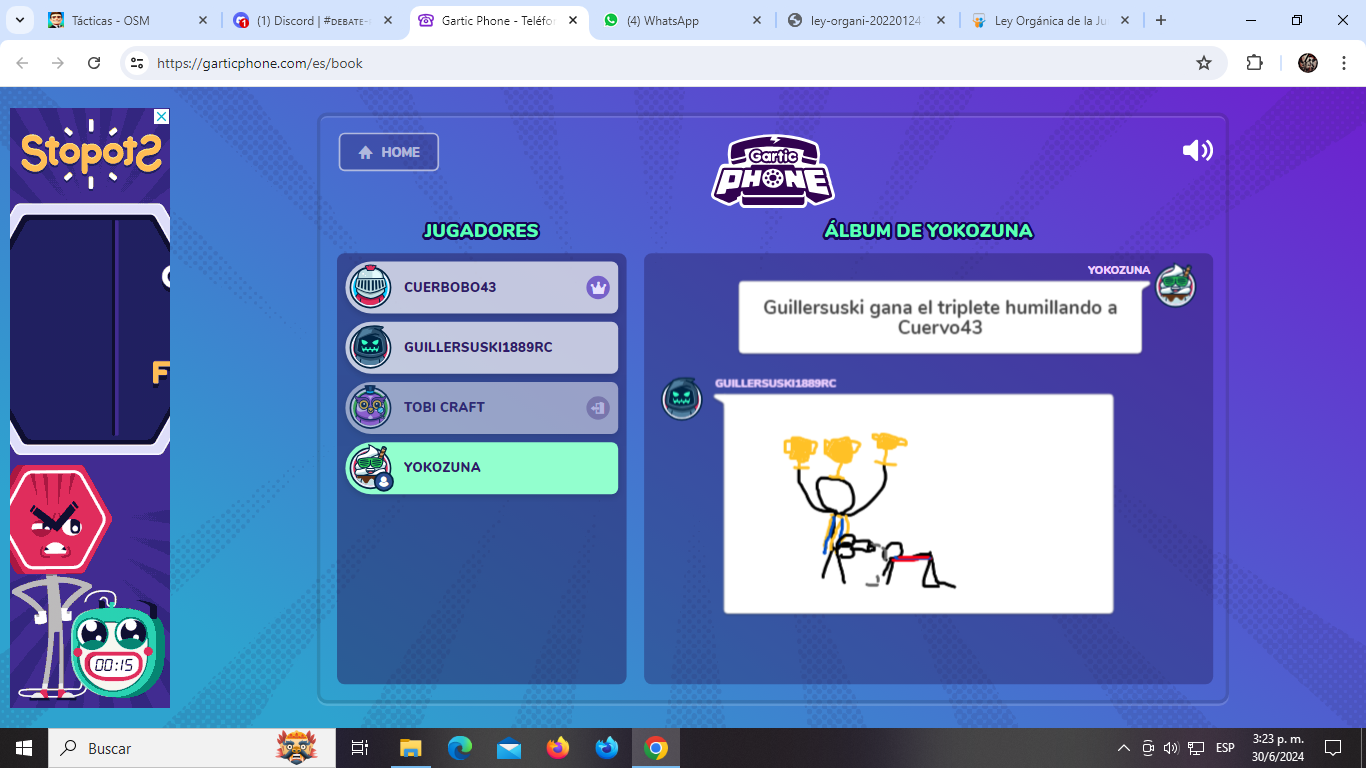 Tácticas - OSM
(1) Discord | #DEBATE-
Gartic Phone - Teléfor
(4) WhatsApp
ley-organi-20220124
Ley Orgánica de la Ju
https://garticphone.com/es/book
StopotS
HOME
Gartic
PHONE
JUGADORES
CUERBOBO43
GUILLERSUSKI1889RC
TOBI CRAFT
YOKOZUNA
ÁLBUM DE YOKOZUNA
YOKOZUNA
Guillersuski gana el triplete humillando a
Cuervo43
GUILLERSUSKI1889RC
00:15
Buscar
ESP
3:23 p. m.
30/6/2024